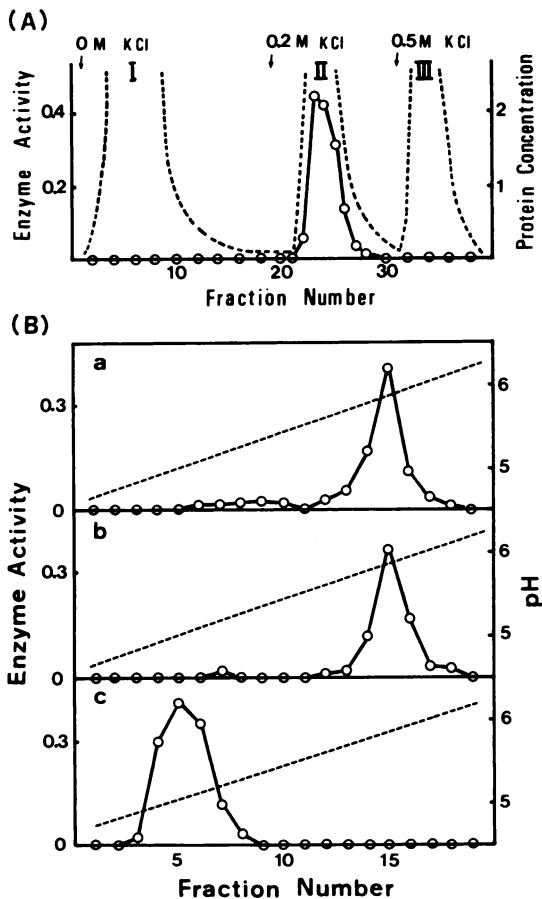 (A)
0 M KCl 0.2 M KCl 0.5 M KCl
I II III
Enzyme Activity
0.4
0.2
0
2
1
Protein Concentration
10 20 30
Fraction Number
(B)
a
0.3
0
6
5
b
0.3
0
6
5
c
0.3
0
6
5
Enzyme Activity
pH
5 10 15
Fraction Number